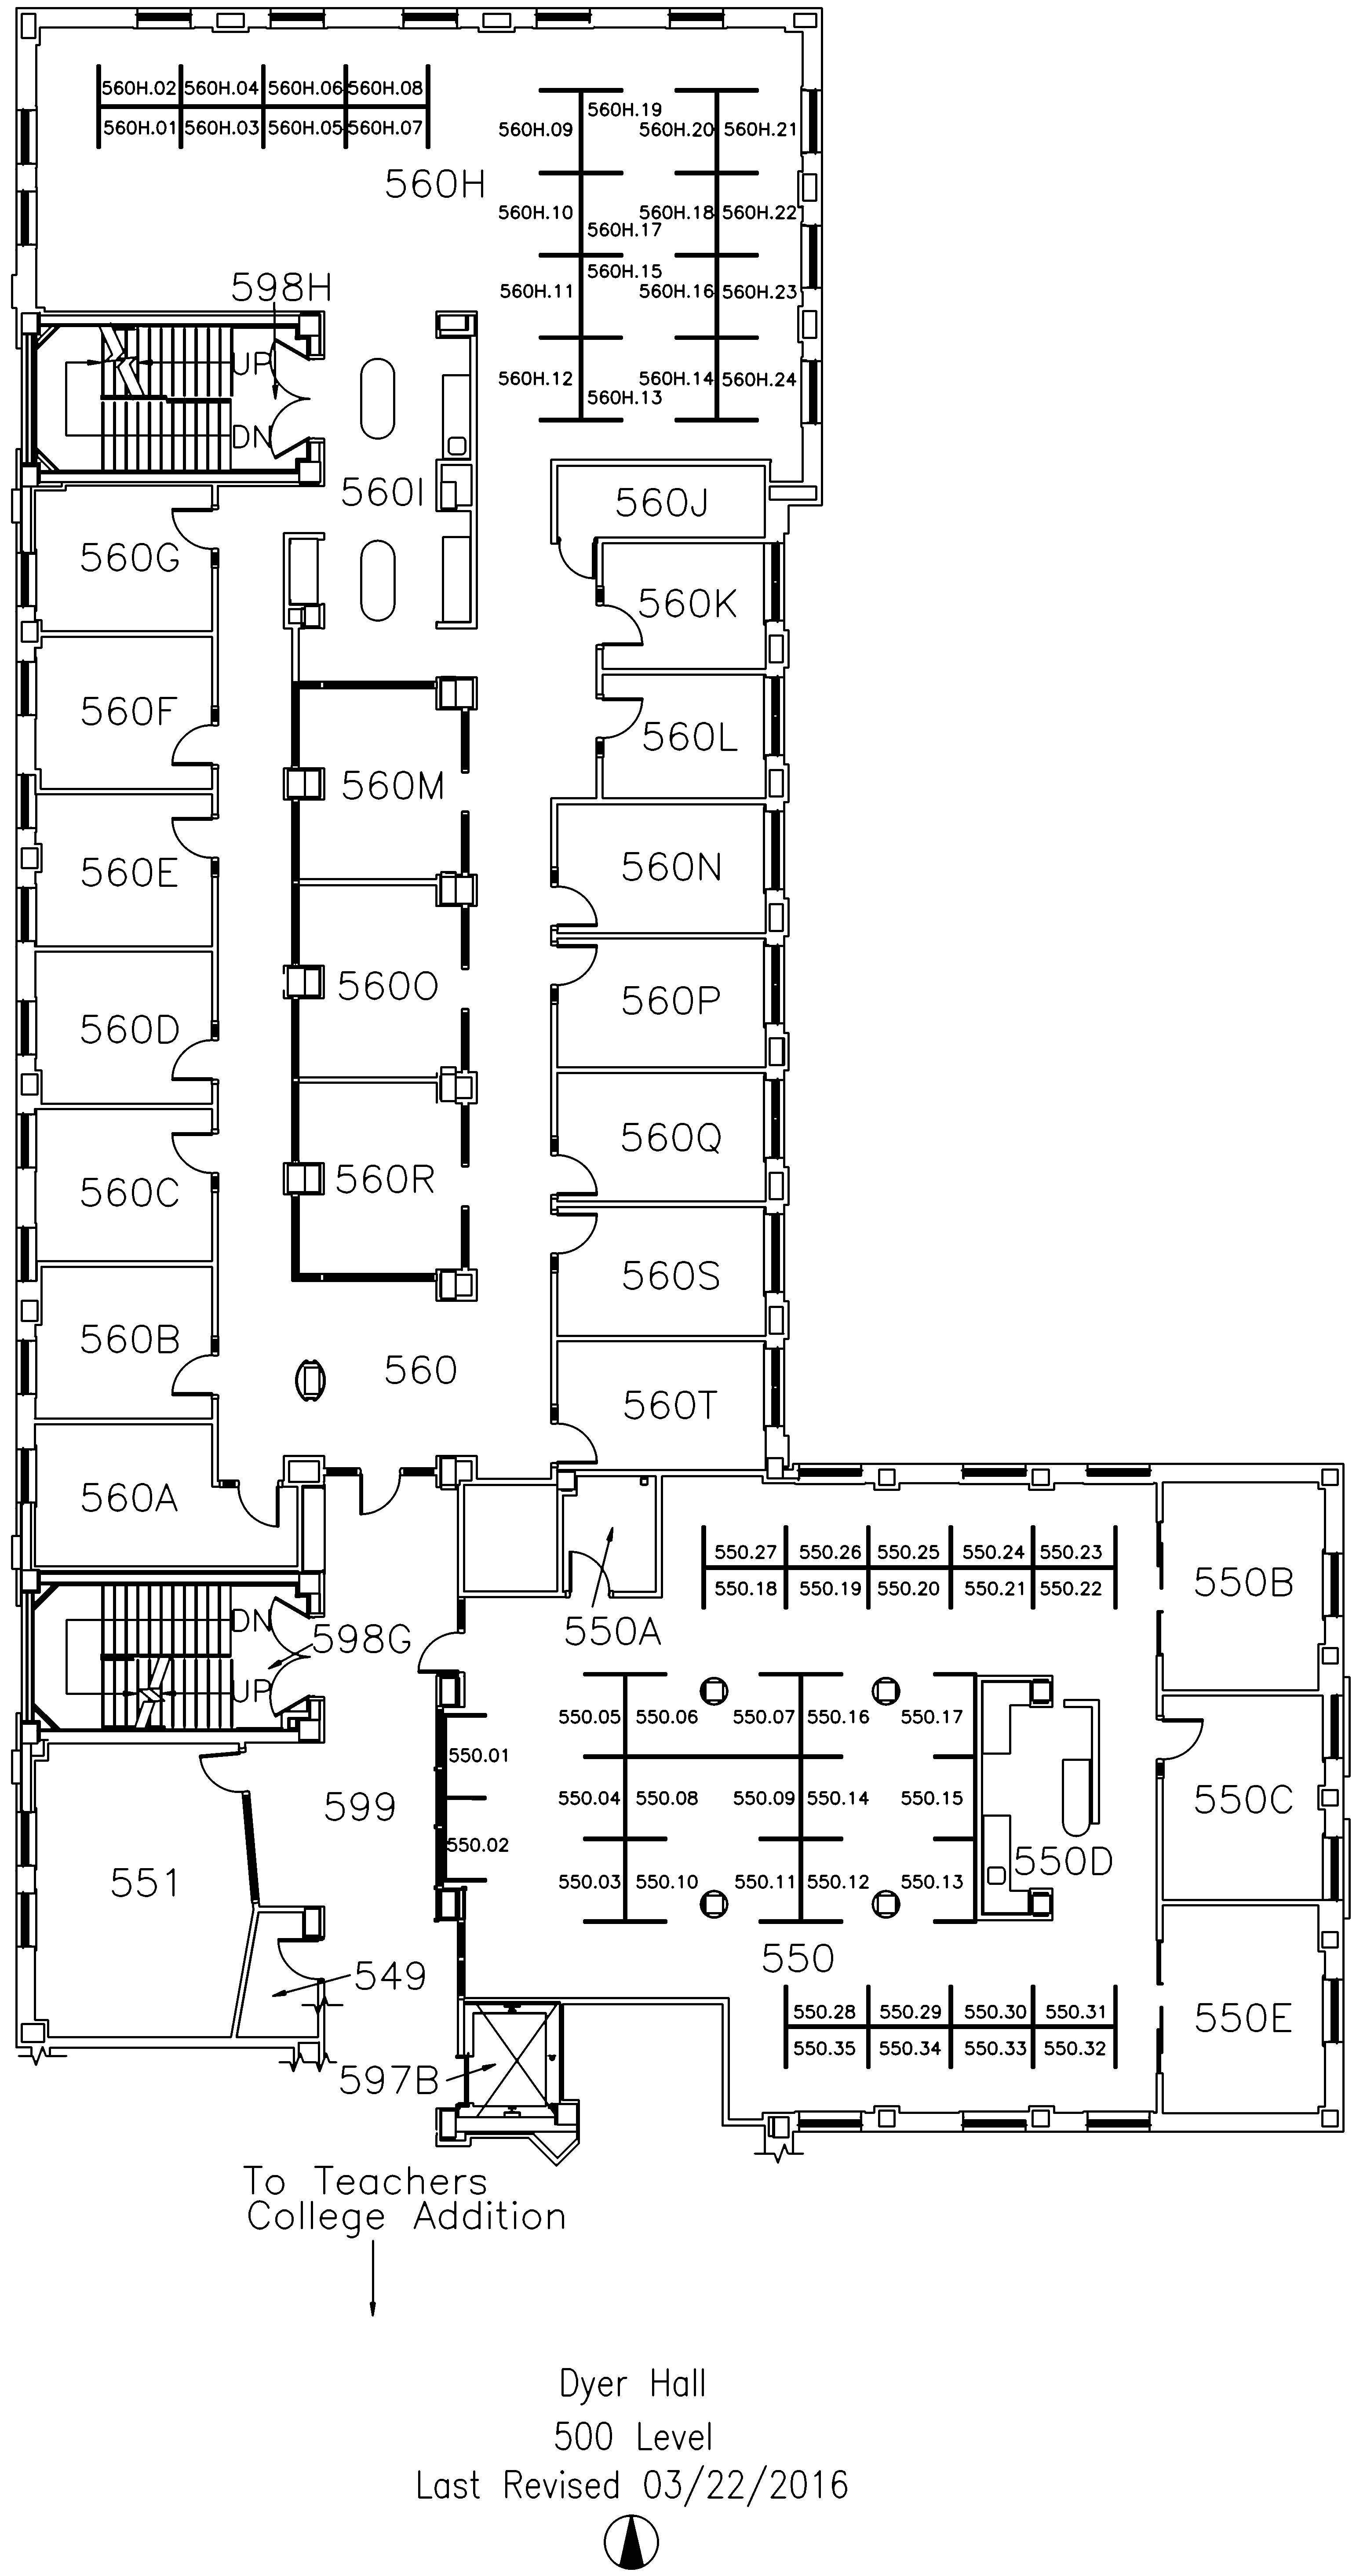 560H.02 560H.04 560H.06 560H.08
560H.01 560H.03 560H.05 560H.07
560H.19
560H.09 560H.20 560H.21
560H
560H.10 560H.18 560H.22
560H.17
560H.15
560H.11 560H.16 560H.23
598H
UP
560H.12 560H.14 560H.24
560H.13
DN
560I
560J
560G
560K
560F
560L
560M
560E
560N
560O
560P
560D
560Q
560C
560R
560S
560B
560
560T
560A
550.27 550.26 550.25 550.24 550.23
550.18 550.19 550.20 550.21 550.22
550B
DN
598G
550A
UP
550.05 550.06 550.07 550.16 550.17
550.01
550.04 550.08 550.09 550.14 550.15
550C
599
550.02
550D
551
550.03 550.10 550.11 550.12 550.13
550
549
550.28 550.29 550.30 550.31
550E
550.35 550.34 550.33 550.32
597B
To Teachers
College Addition
Dyer Hall
500 Level
Last Revised 03/22/2016